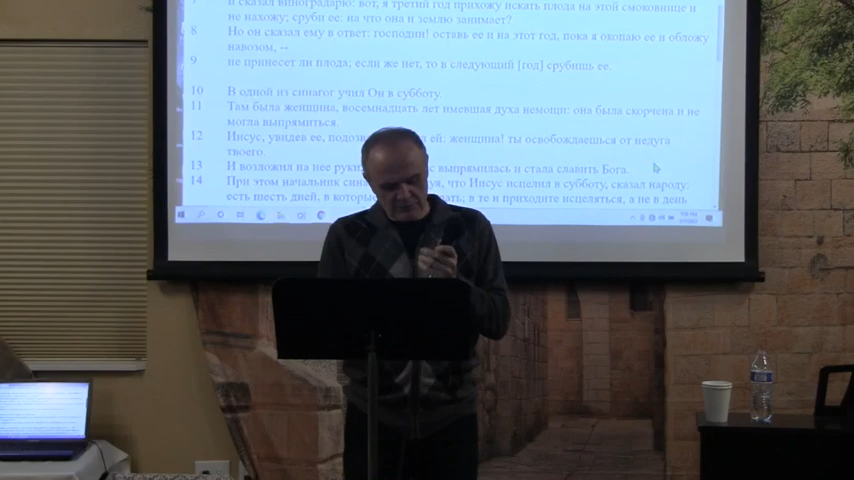 7 и сказал виноградарю: вот, я третий год прихожу искать плода на этой смоковнице и
не нахожу; сруби ее: на что она и землю занимает?
8 Но он сказал ему в ответ: господин! оставь ее и на этот год, пока я окопаю ее и обложу
навозом, --
9 не принесет ли плода; если же нет, то в следующий [год] срубишь ее.
10 В одной из синагог учил Он в субботу.
11 Там была женщина, восемнадцать лет имевшая духа немощи: она была скорчена и не
могла выпрямиться.
12 Иисус, увидев ее, подозв а ей: женщина! ты освобождаешься от недуга
твоего.
13 И возложил на нее руки с выпрямилась и стала славить Бога.
14 При этом начальник сина уя, что Иисус исцелил в субботу, сказал народу:
есть шесть дней, в которые ать; в те и приходите исцеляться, а не в день